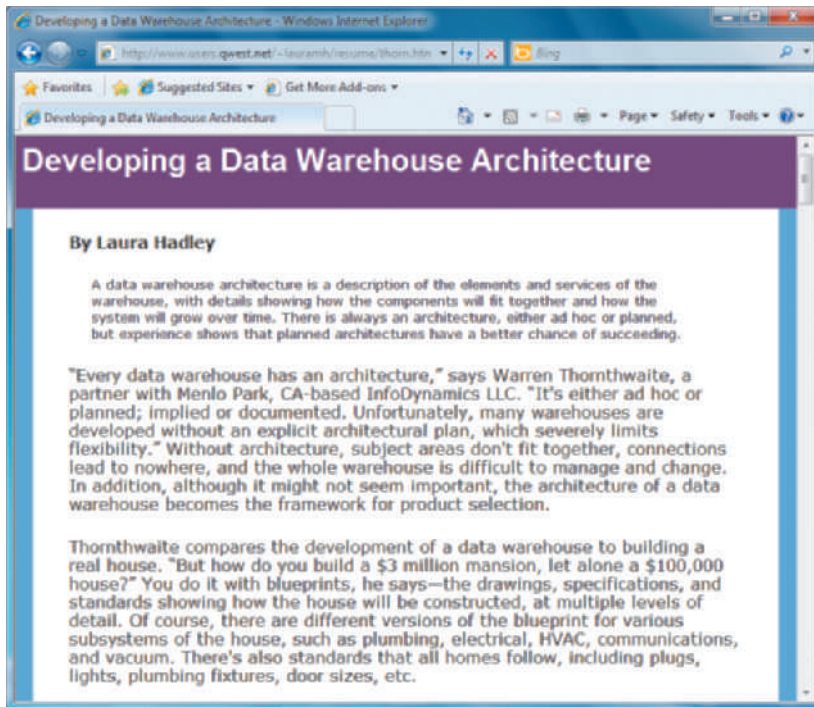 Developing a Data Warehouse Architecture - Windows Internet Explorer
http://www.users.qwest.net/~lauramh/resume/thorn.htm
Bing
Favorites Suggested Sites Get More Add-ons
Developing a Data Warehouse Architecture Page Safety Tools
Developing a Data Warehouse Architecture
By Laura Hadley
A data warehouse architecture is a description of the elements and services of the
warehouse, with details showing how the components will fit together and how the
system will grow over time. There is always an architecture, either ad hoc or planned,
but experience shows that planned architectures have a better chance of succeeding.
"Every data warehouse has an architecture," says Warren Thornthwaite, a
partner with Menlo Park, CA-based InfoDynamics LLC. "It's either ad hoc or
planned; implied or documented. Unfortunately, many warehouses are
developed without an explicit architectural plan, which severely limits
flexibility." Without architecture, subject areas don't fit together, connections
lead to nowhere, and the whole warehouse is difficult to manage and change.
In addition, although it might not seem important, the architecture of a data
warehouse becomes the framework for product selection.
Thornthwaite compares the development of a data warehouse to building a
real house. "But how do you build a $3 million mansion, let alone a $100,000
house?" You do it with blueprints, he says—the drawings, specifications, and
standards showing how the house will be constructed, at multiple levels of
detail. Of course, there are different versions of the blueprint for various
subsystems of the house, such as plumbing, electrical, HVAC, communications,
and vacuum. There's also standards that all homes follow, including plugs,
lights, plumbing fixtures, door sizes, etc.